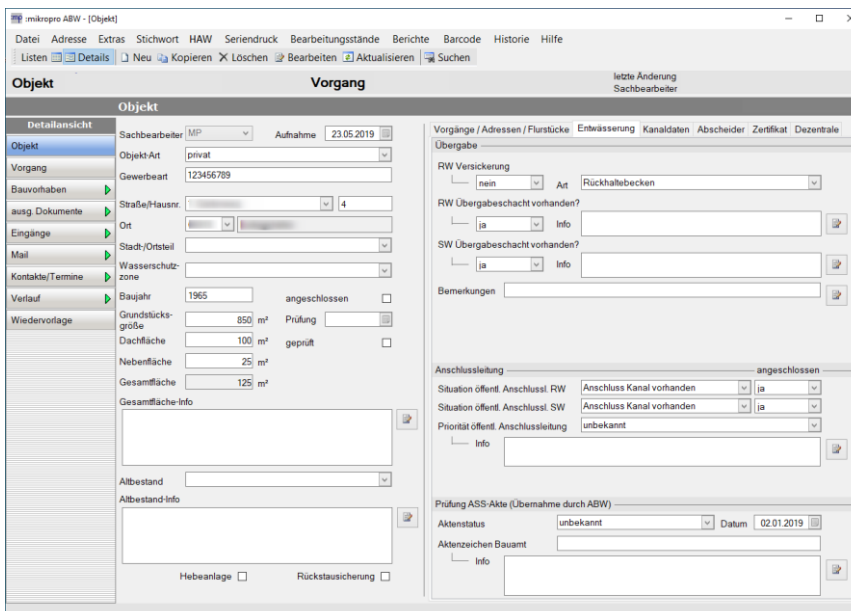 :mikropro ABW - [Objekt]
Datei Adresse Extras Stichwort HAW Seriendruck Bearbeitungsstände Berichte Barcode Historie Hilfe
Listen Details Neu Kopieren Löschen Bearbeiten Aktualisieren Suchen
Objekt Vorgang letzte Änderung
Sachbearbeiter
Objekt
Detailansicht
Objekt
Vorgang
Bauvorhaben
ausg. Dokumente
Eingänge
Mail
Kontakte/Termine
Verlauf
Wiedervorlage
Sachbearbeiter MP Aufnahme 23.05.2019
Objekt-Art privat
Gewerbeart 123456789
Straße/Hausnr. 4
Ort
Stadt-/Ortsteil
Wasserschutz-
zone
Baujahr 1965 angeschlossen
Grundstücks-
größe 850 m² Prüfung
Dachfläche 100 m² geprüft
Nebenfläche 25 m²
Gesamtfläche 125 m²
Gesamtfläche-Info
Altbestand
Altbestand-Info
Hebeanlage Rückstausicherung
Vorgänge / Adressen / Flurstücke Entwässerung Kanaldaten Abscheider Zertifikat Dezentrale
Übergabe
RW Versickerung
nein Art Rückhaltebecken
RW Übergabeschacht vorhanden?
ja Info
SW Übergabeschacht vorhanden?
ja Info
Bemerkungen
Anschlussleitung angeschlossen
Situation öffentl. Anschlussl. RW Anschluss Kanal vorhanden ja
Situation öffentl. Anschlussl. SW Anschluss Kanal vorhanden ja
Priorität öffentl. Anschlussleitung unbekannt
Info
Prüfung ASS-Akte (Übernahme durch ABW)
Aktenstatus unbekannt Datum 02.01.2019
Aktenzeichen Bauamt
Info